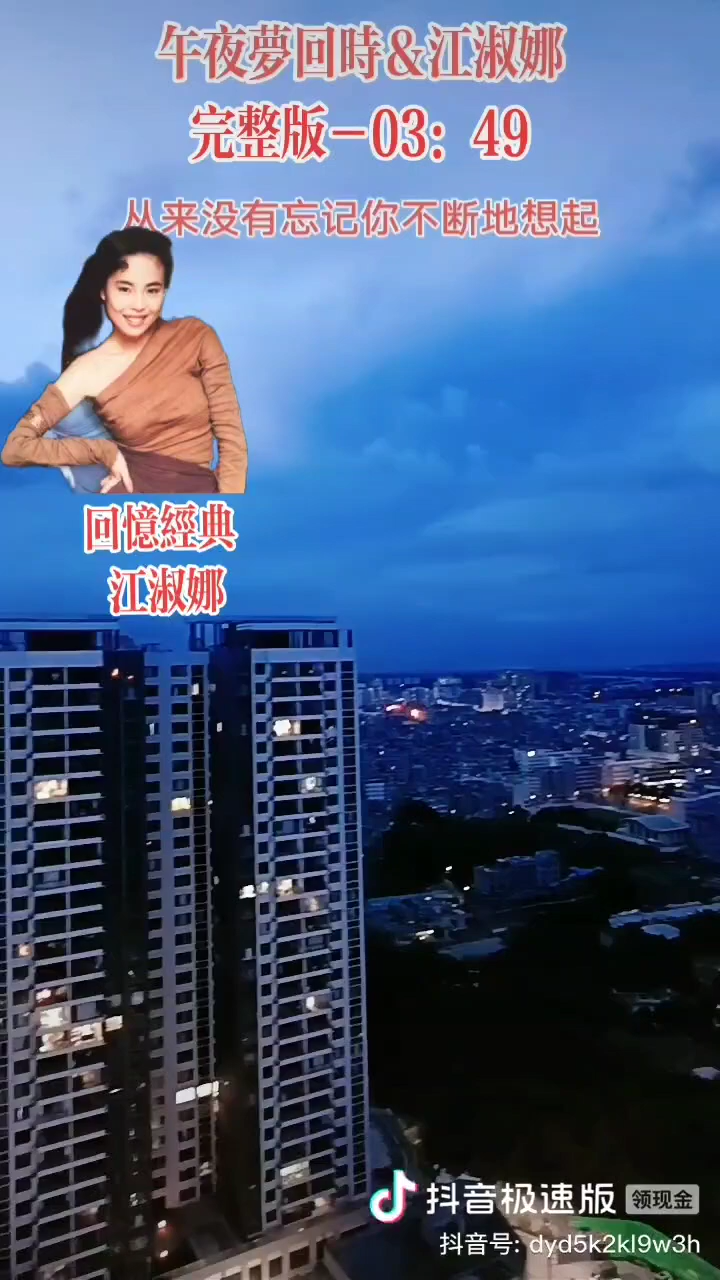 午夜夢回時&江淑娜
完整版－03：49
从来没有忘记你不断地想起
回憶經典
江淑娜
抖音极速版 领现金
抖音号: dyd5k2kl9w3h